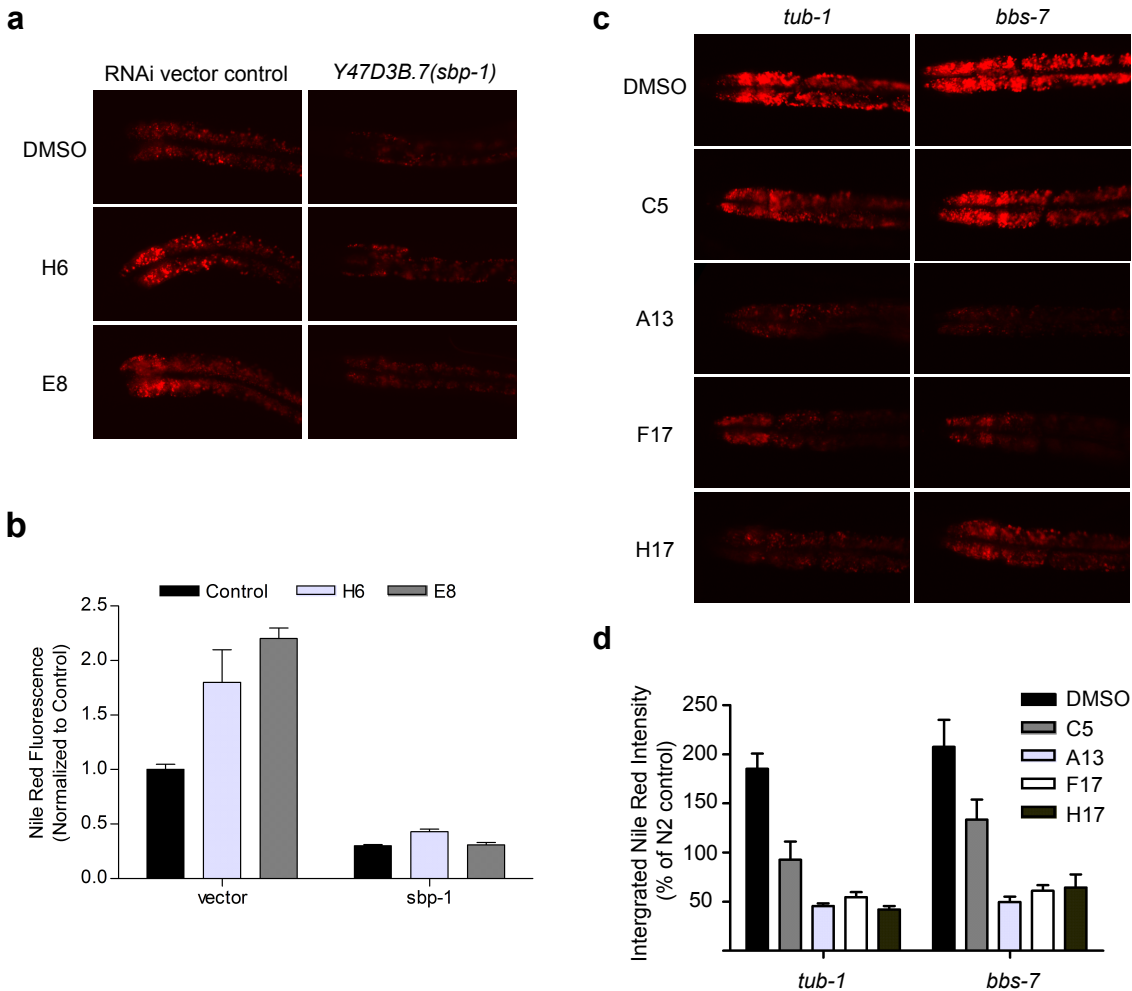 a
RNAi vector control
Y47D3B.7(sbp-1)
DMSO
H6
E8
b
Control
H6
E8
Nile Red Fluorescence
(Normalized to Control)
2.5
2.0
1.5
1.0
0.5
0.0
vector
sbp-1
c
tub-1
bbs-7
DMSO
C5
A13
F17
H17
d
Intergrated Nile Red Intensity
(% of N2 control)
250
200
150
100
50
DMSO
C5
A13
F17
H17
tub-1
bbs-7